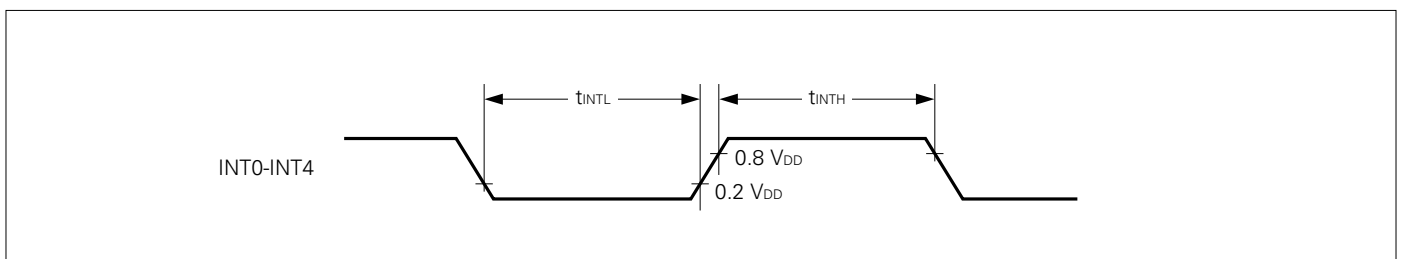 tINTL
tINTH
INT0-INT4
0.8 VDD
0.2 VDD